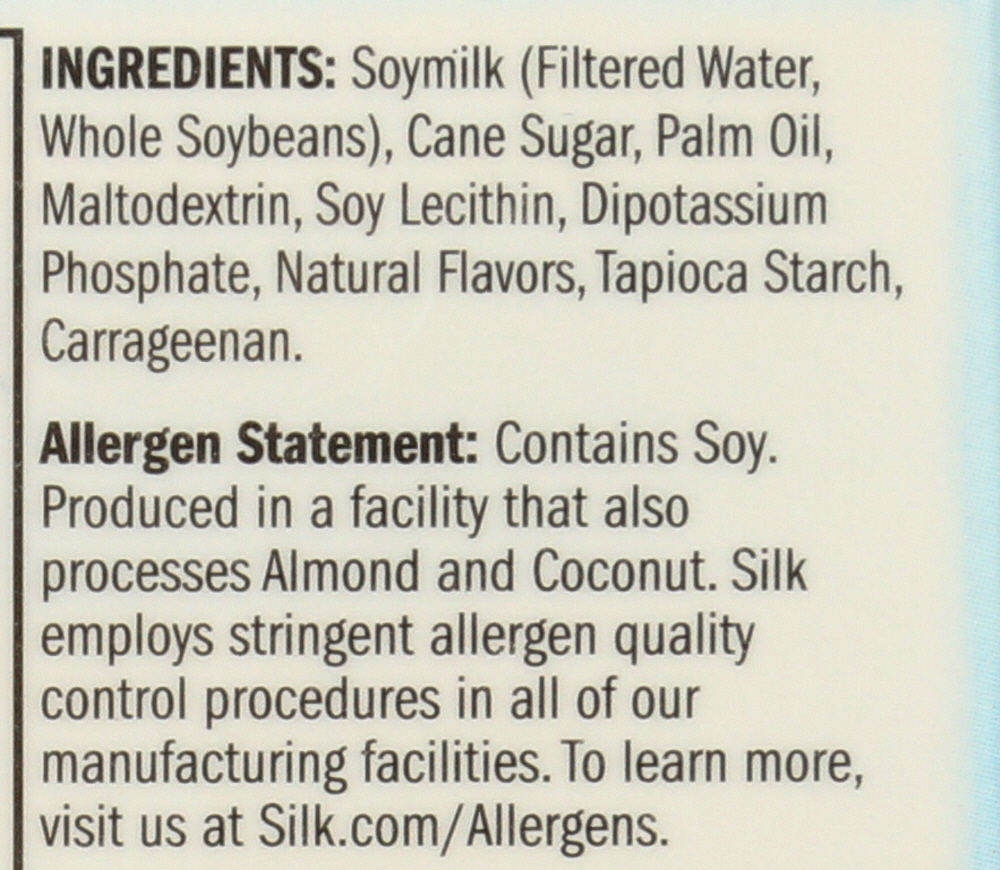 INGREDIENTS: Soymilk (Filtered Water,
Whole Soybeans), Cane Sugar, Palm Oil,
Maltodextrin, Soy Lecithin, Dipotassium
Phosphate, Natural Flavors, Tapioca Starch,
Carrageenan.
Allergen Statement: Contains Soy.
Produced in a facility that also
processes Almond and Coconut. Silk
employs stringent allergen quality
control procedures in all of our
manufacturing facilities. To learn more,
visit us at Silk.com/Allergens.